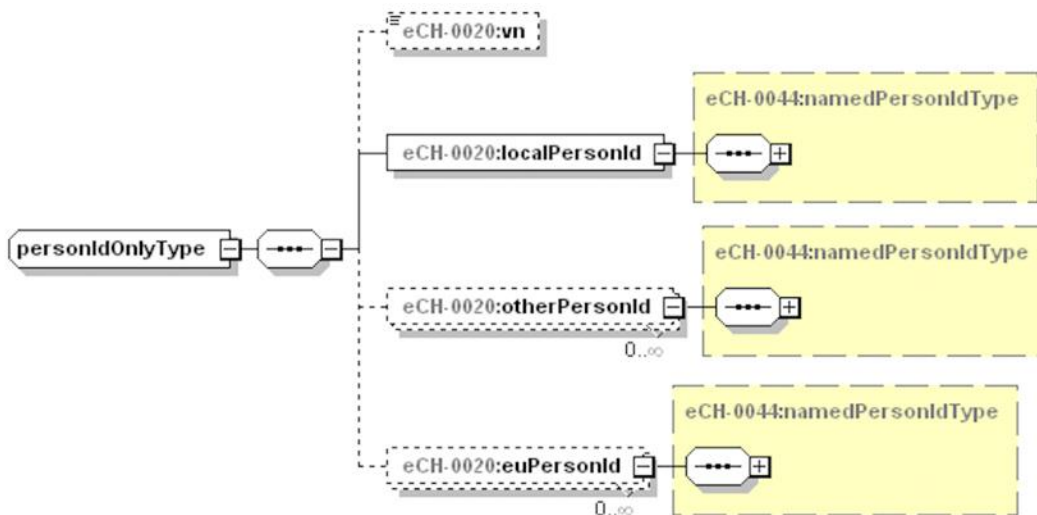 eCH-0020:vn
eCH-0044:namedPersonIdType
eCH-0020:localPersonId
personIdOnlyType
eCH-0044:namedPersonIdType
eCH-0020:otherPersonId
0..∞
eCH-0044:namedPersonIdType
eCH-0020:euPersonId
0..∞